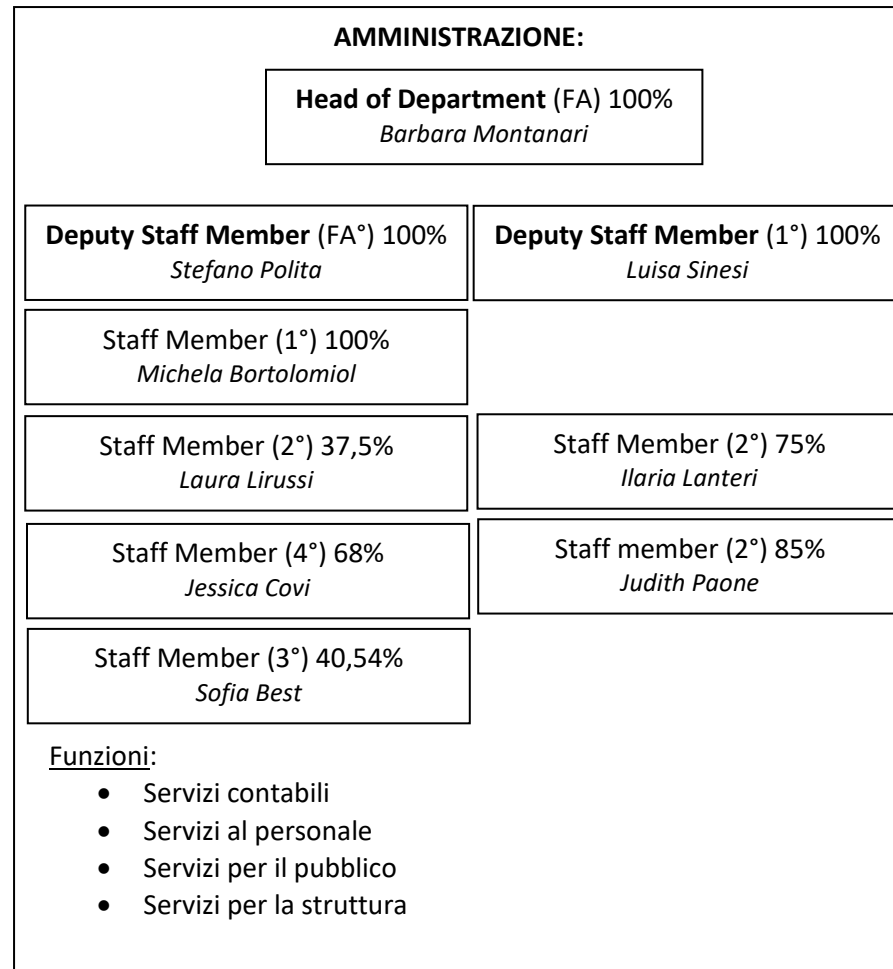 AMMINISTRAZIONE:
Head of Department (FA) 100%
Barbara Montanari
Deputy Staff Member (FA°) 100%
Stefano Polita
Deputy Staff Member (1°) 100%
Luisa Sinesi
Staff Member (1°) 100%
Michela Bortolomiol
Staff Member (2°) 37,5%
Laura Lirussi
Staff Member (2°) 75%
Ilaria Lanteri
Staff Member (4°) 68%
Jessica Covi
Staff member (2°) 85%
Judith Paone
Staff Member (3°) 40,54%
Sofia Best
Funzioni:
• Servizi contabili
• Servizi al personale
• Servizi per il pubblico
• Servizi per la struttura